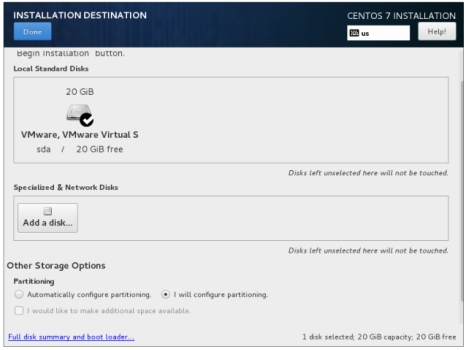 INSTALLATION DESTINATION
CENTOS 7 INSTALLATION
Done
us
Help!
Begin Installation" button.
Local Standard Disks
20 GiB
VMware, VMware Virtual S
sda / 20 GiB free
Disks left unselected here will not be touched.
Specialized & Network Disks
Add a disk...
Disks left unselected here will not be touched.
Other Storage Options
Partitioning
Automatically configure partitioning. I will configure partitioning.
I would like to make additional space available.
Full disk summary and boot loader...
1 disk selected; 20 GiB capacity; 20 GiB free